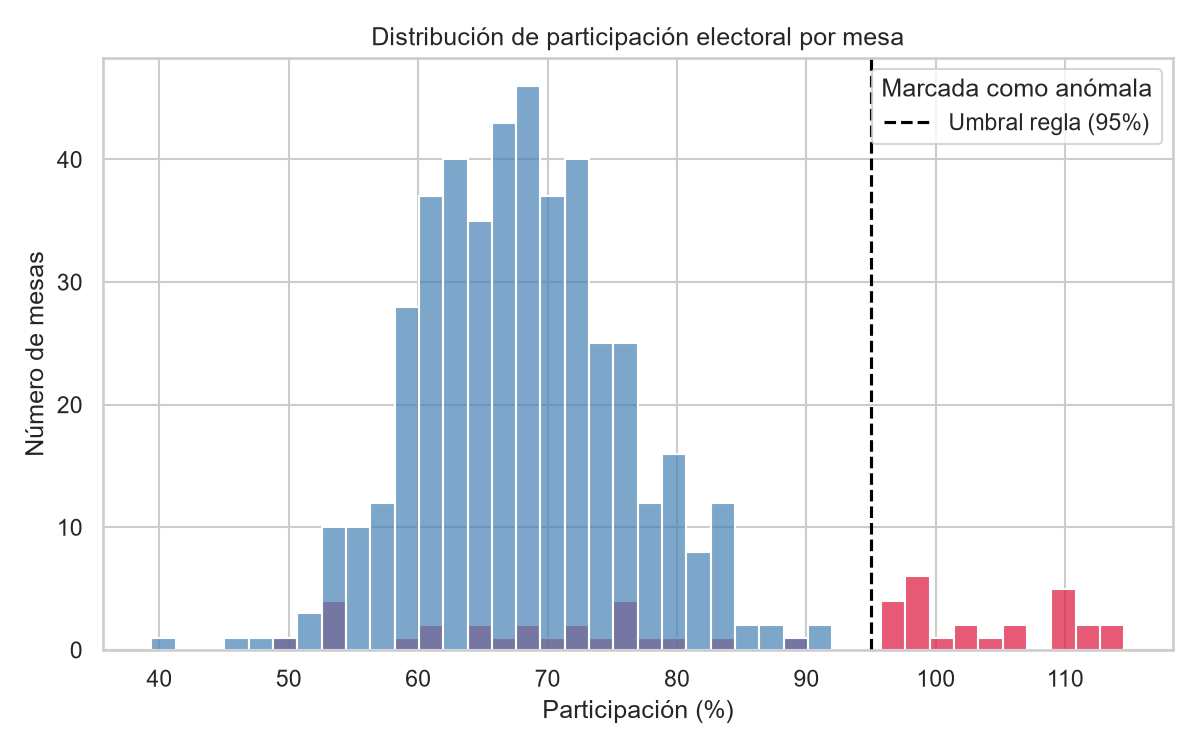 Distribución de participación electoral por mesa
Marcada como anómala
Umbral regla (95%)
Número de mesas
40
30
20
10
0
40 50 60 70 80 90 100 110
Participación (%)